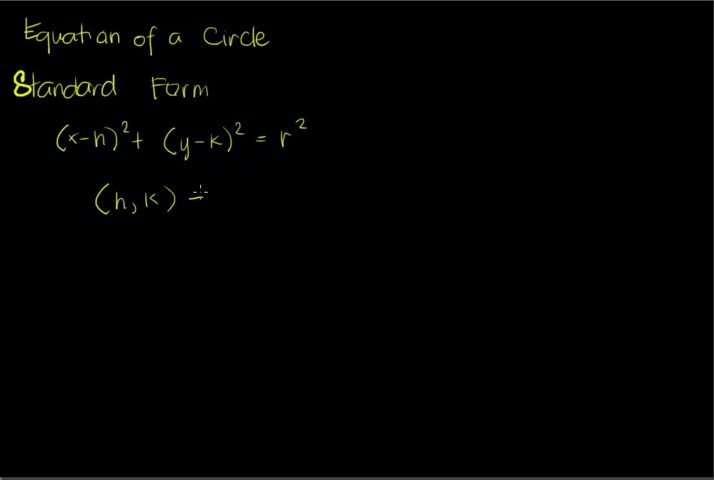 Equation of a Circle
Standard Form
(x-h)² + (y-k)² = r²
(h, k) -